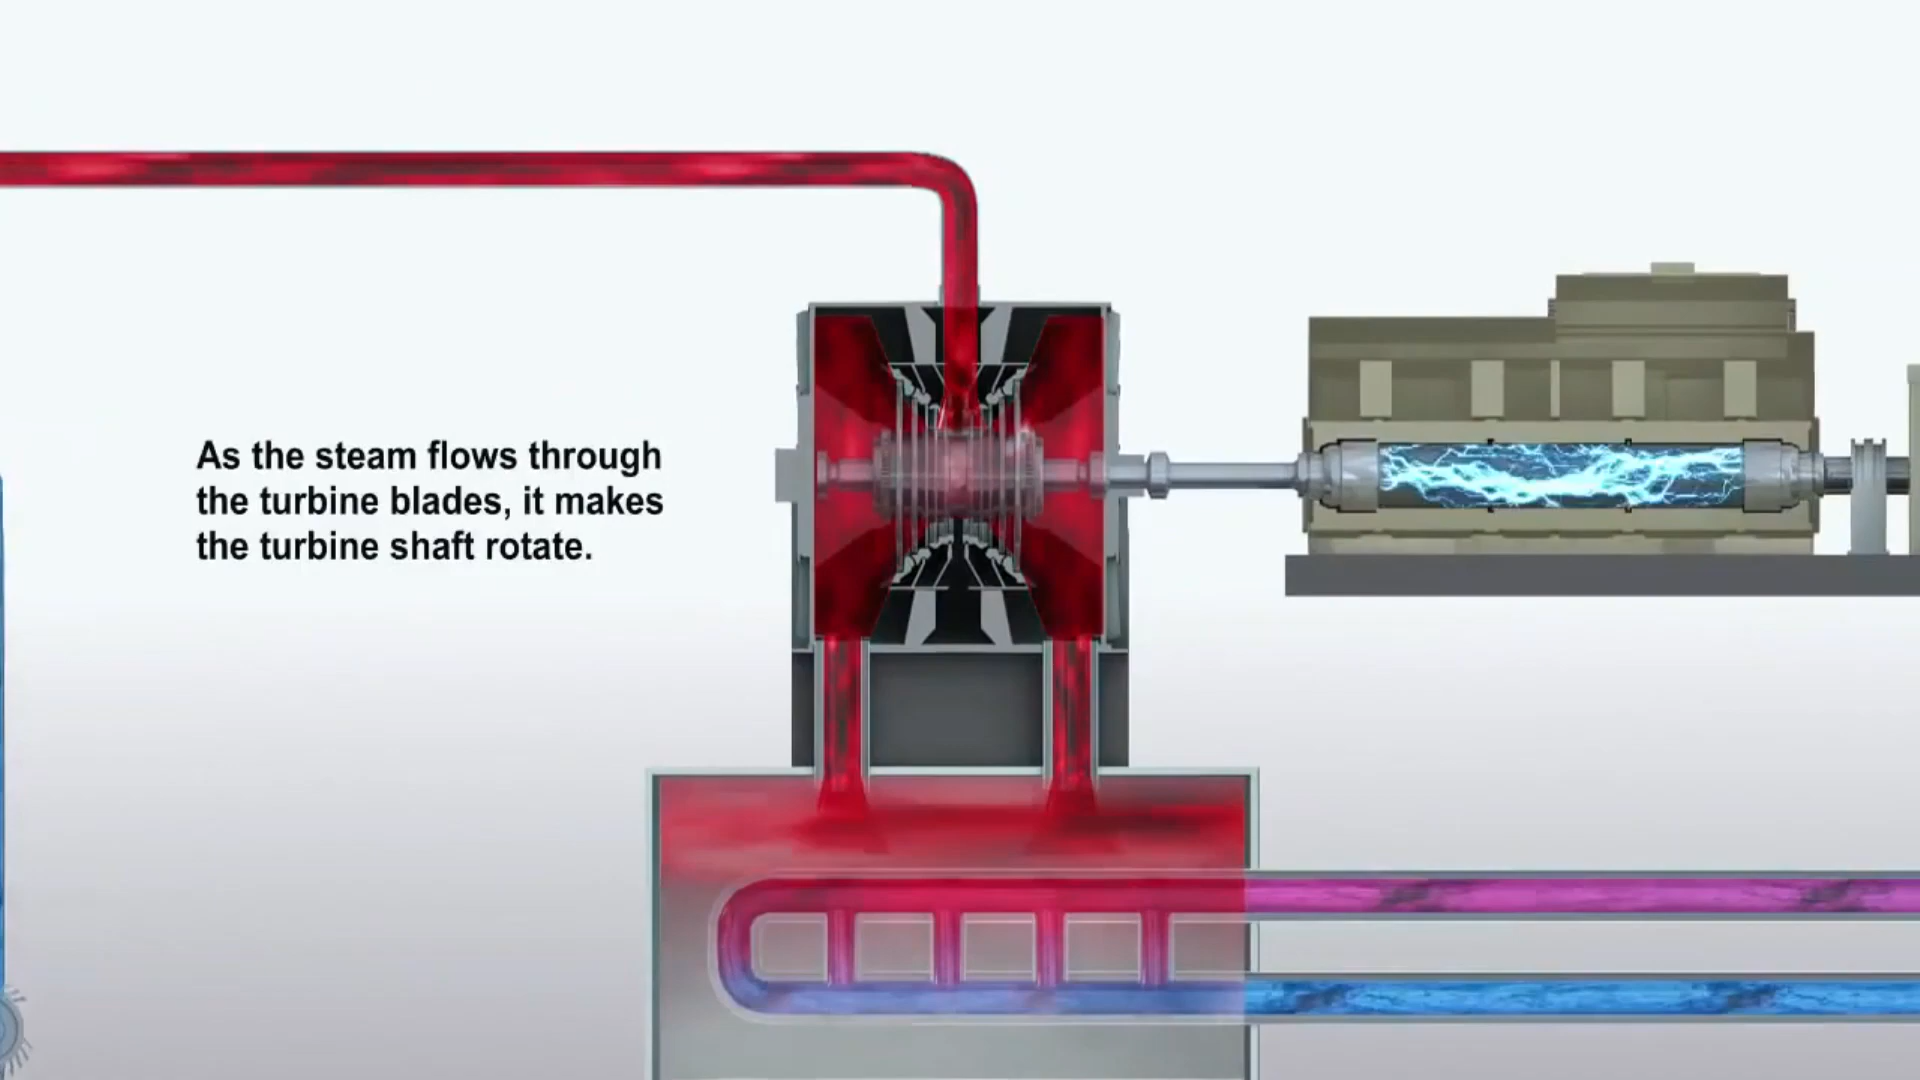 As the steam flows through
the turbine blades, it makes
the turbine shaft rotate.